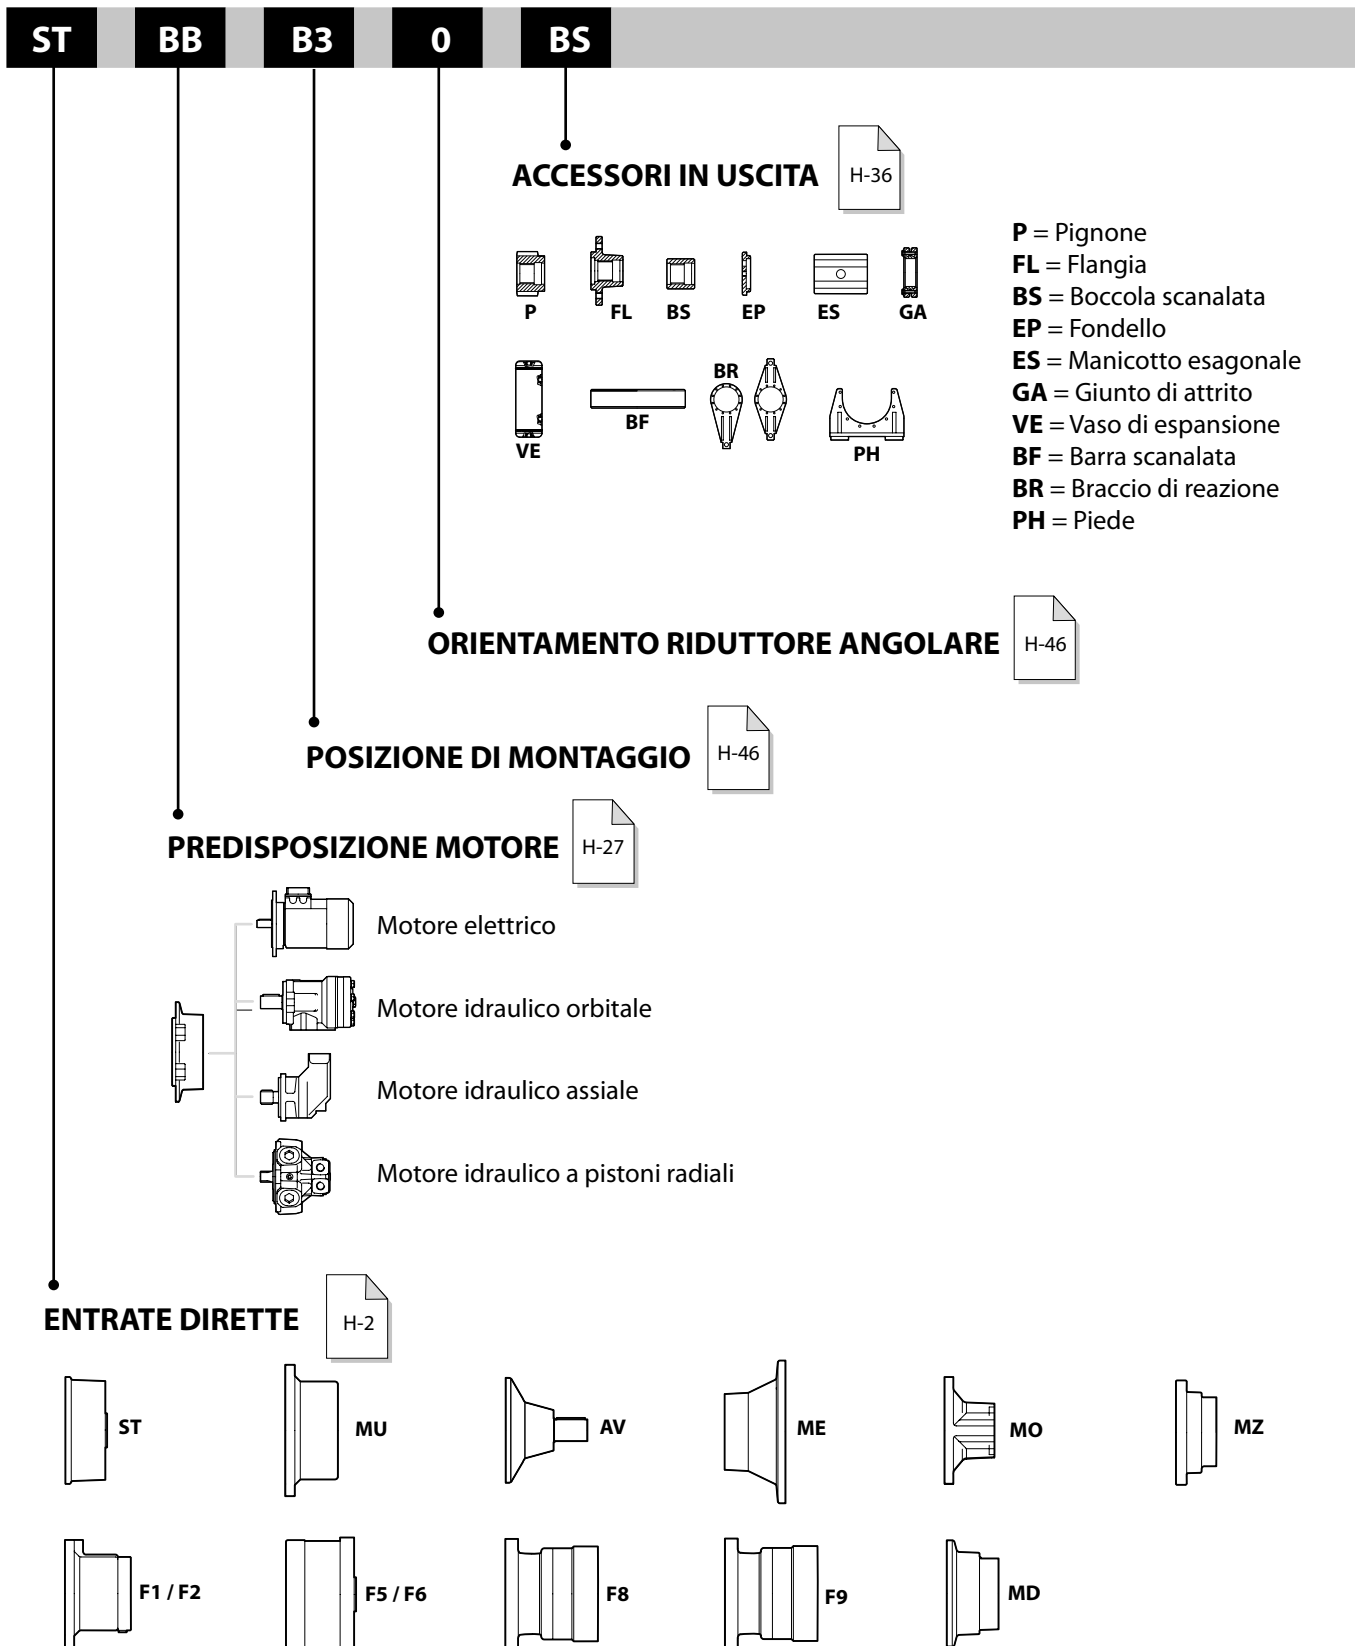 ST BB B3 0 BS
ACCESSORI IN USCITA H-36
P = Pignone
FL = Flangia
BS = Boccola scanalata
EP = Fondello
ES = Manicotto esagonale
GA = Giunto di attrito
VE = Vaso di espansione
BF = Barra scanalata
BR = Braccio di reazione
PH = Piede
P FL BS EP ES GA
VE BF BR PH
ORIENTAMENTO RIDUTTORE ANGOLARE H-46
POSIZIONE DI MONTAGGIO H-46
PREDISPOSIZIONE MOTORE H-27
Motore elettrico
Motore idraulico orbitale
Motore idraulico assiale
Motore idraulico a pistoni radiali
ENTRATE DIRETTE H-2
ST MU AV ME MO MZ
F1 / F2 F5 / F6 F8 F9 MD